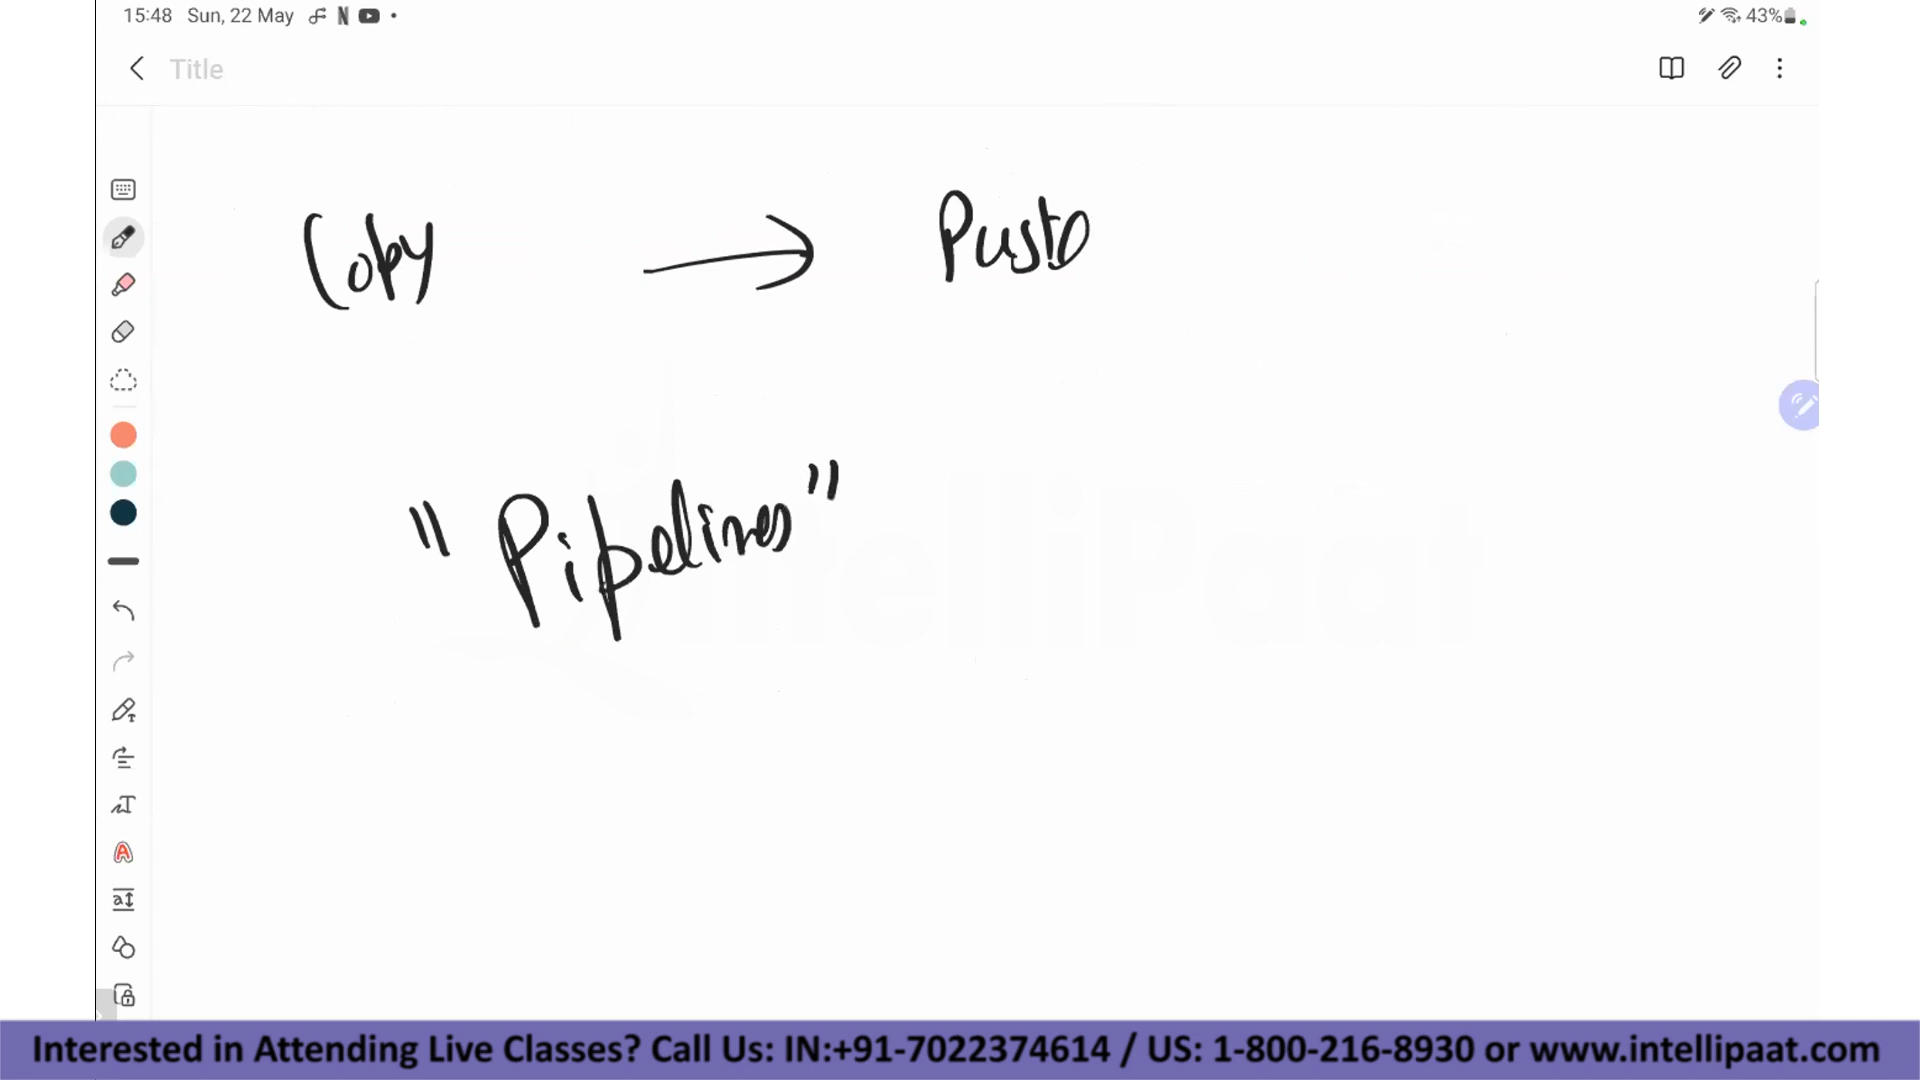 15:48 Sun, 22 May N 43%
Title
Copy → Paste
"Pipelines"
IntelliPaat
Interested in Attending Live Classes? Call Us: IN:+91-7022374614 / US: 1-800-216-8930 or www.intellipaat.com